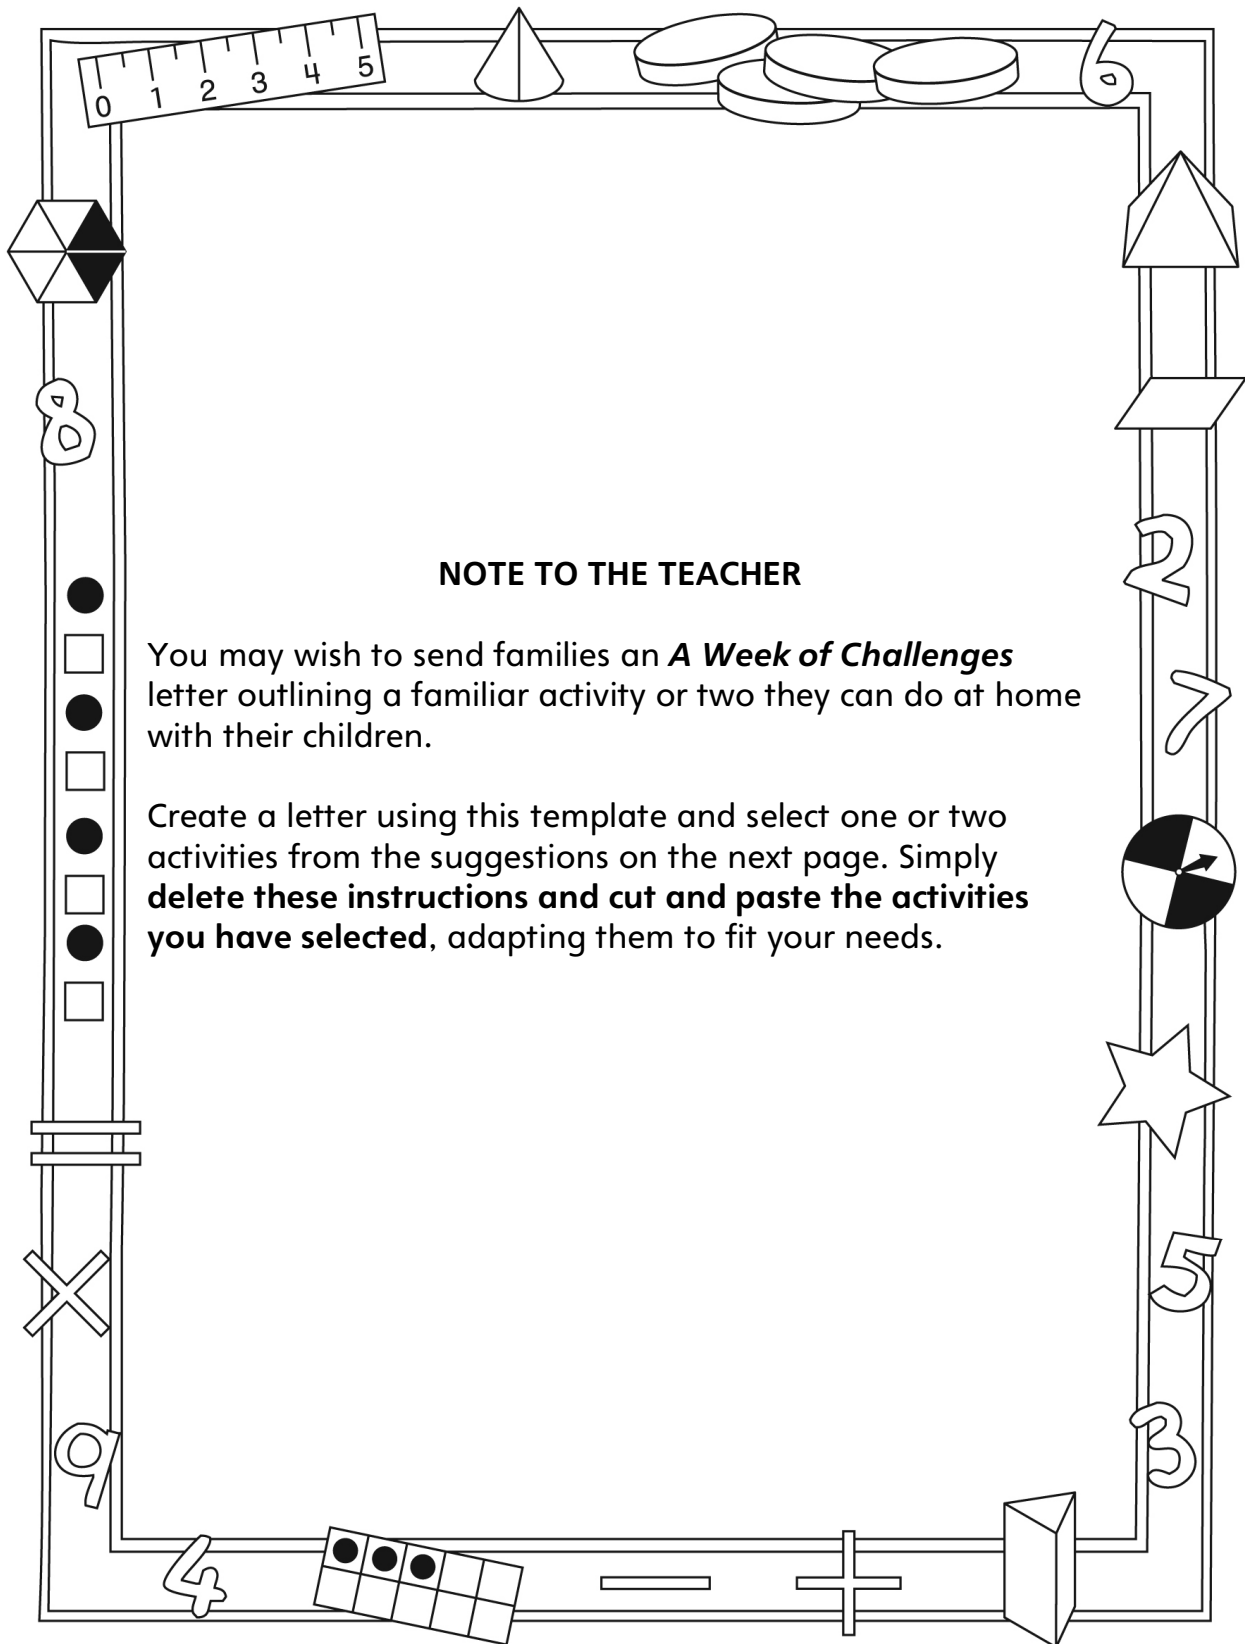 0 1 2 3 4 5
6
8
NOTE TO THE TEACHER
2
You may wish to send families an A Week of Challenges
letter outlining a familiar activity or two they can do at home
with their children.
7
Create a letter using this template and select one or two
activities from the suggestions on the next page. Simply
delete these instructions and cut and paste the activities
you have selected, adapting them to fit your needs.
=
5
×
3
9
4
−
+